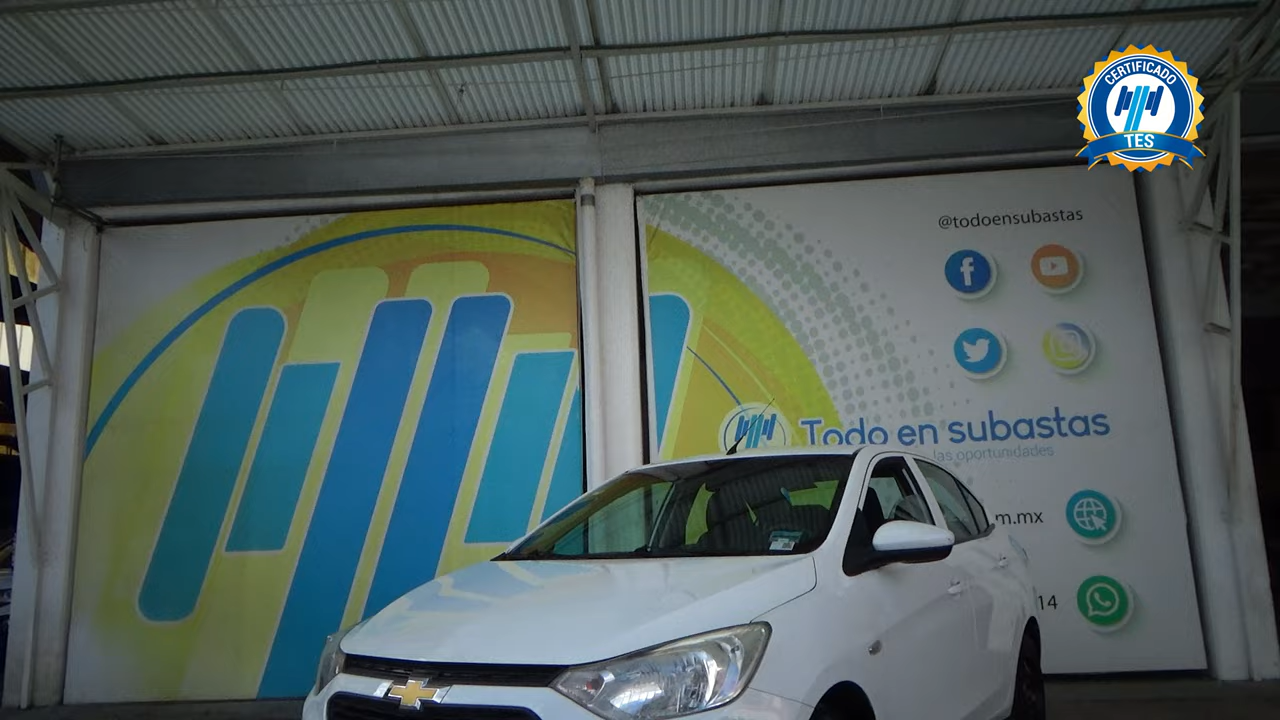 CERTIFICADO
TES
@todoensubastas
Todo en subastas
las oportunidades
m.mx
14